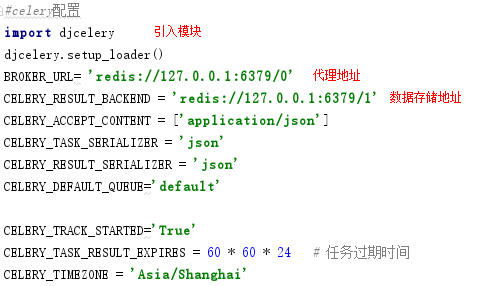 #celery配置
import djcelery 引入模块
djcelery.setup_loader()
BROKER_URL= 'redis://127.0.0.1:6379/0' 代理地址
CELERY_RESULT_BACKEND = 'redis://127.0.0.1:6379/1' 数据存储地址
CELERY_ACCEPT_CONTENT = ['application/json']
CELERY_TASK_SERIALIZER = 'json'
CELERY_RESULT_SERIALIZER = 'json'
CELERY_DEFAULT_QUEUE='default'
CELERY_TRACK_STARTED='True'
CELERY_TASK_RESULT_EXPIRES = 60 * 60 * 24 # 任务过期时间
CELERY_TIMEZONE = 'Asia/Shanghai'